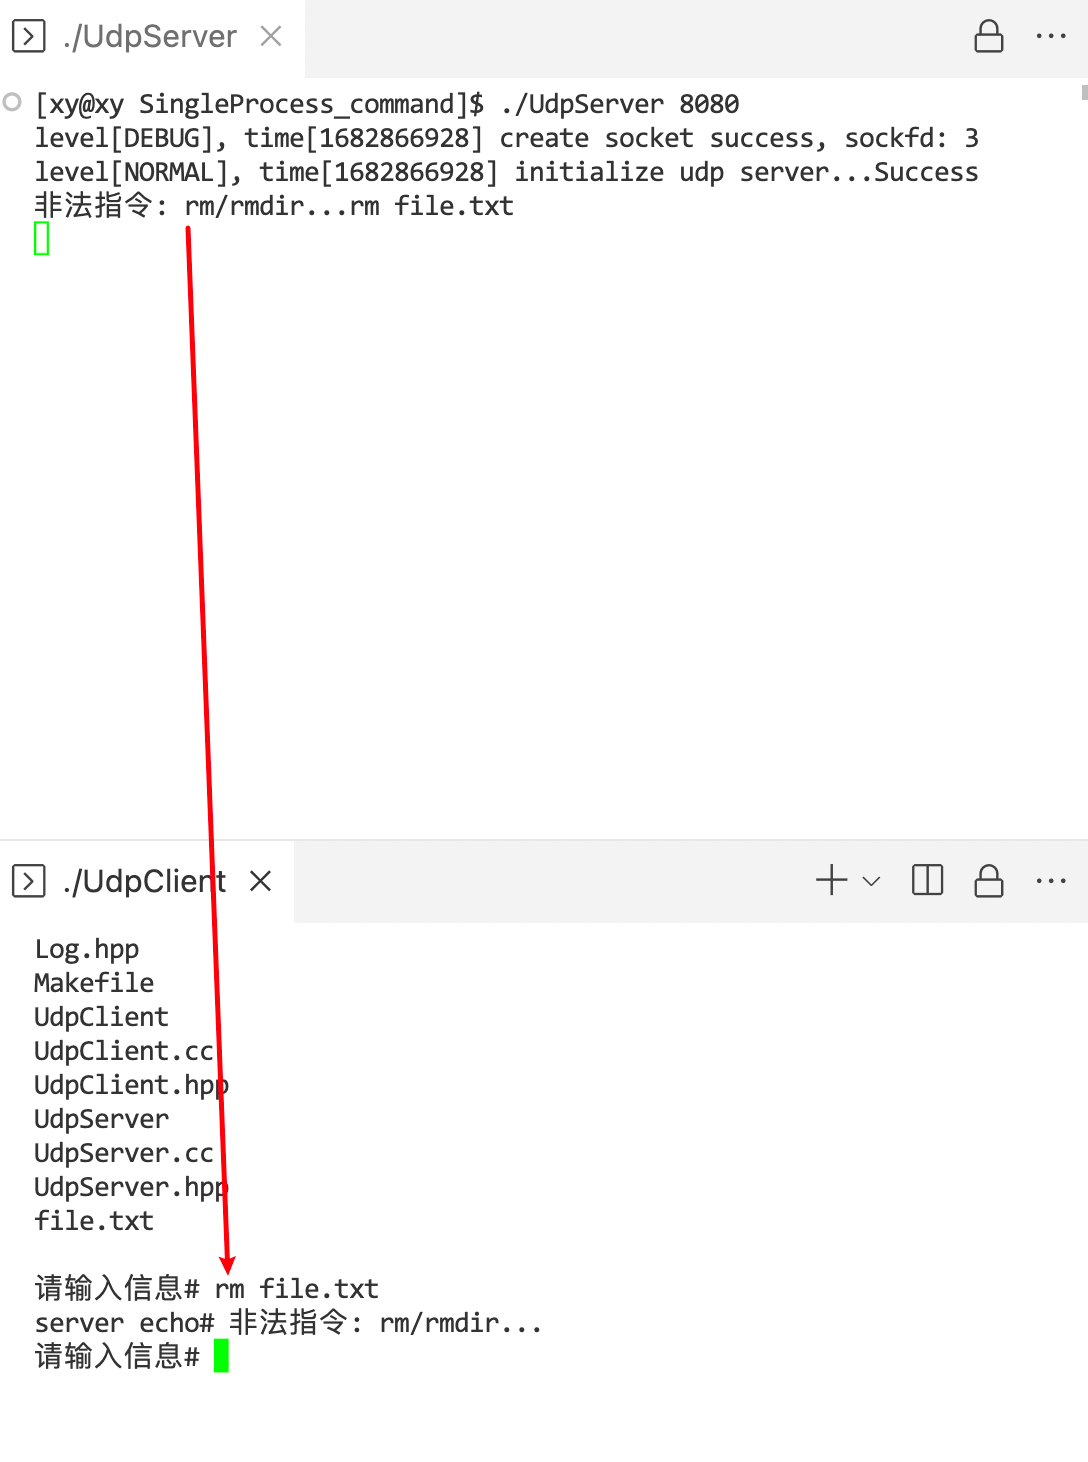 ./UdpServer
[xy@xy SingleProcess_command]$ ./UdpServer 8080
level[DEBUG], time[1682866928] create socket success, sockfd: 3
level[NORMAL], time[1682866928] initialize udp server...Success
非法指令: rm/rmdir...rm file.txt
./UdpClient
Log.hpp
Makefile
UdpClient
UdpClient.cc
UdpClient.hpp
UdpServer
UdpServer.cc
UdpServer.hpp
file.txt
请输入信息# rm file.txt
server echo# 非法指令: rm/rmdir...
请输入信息#